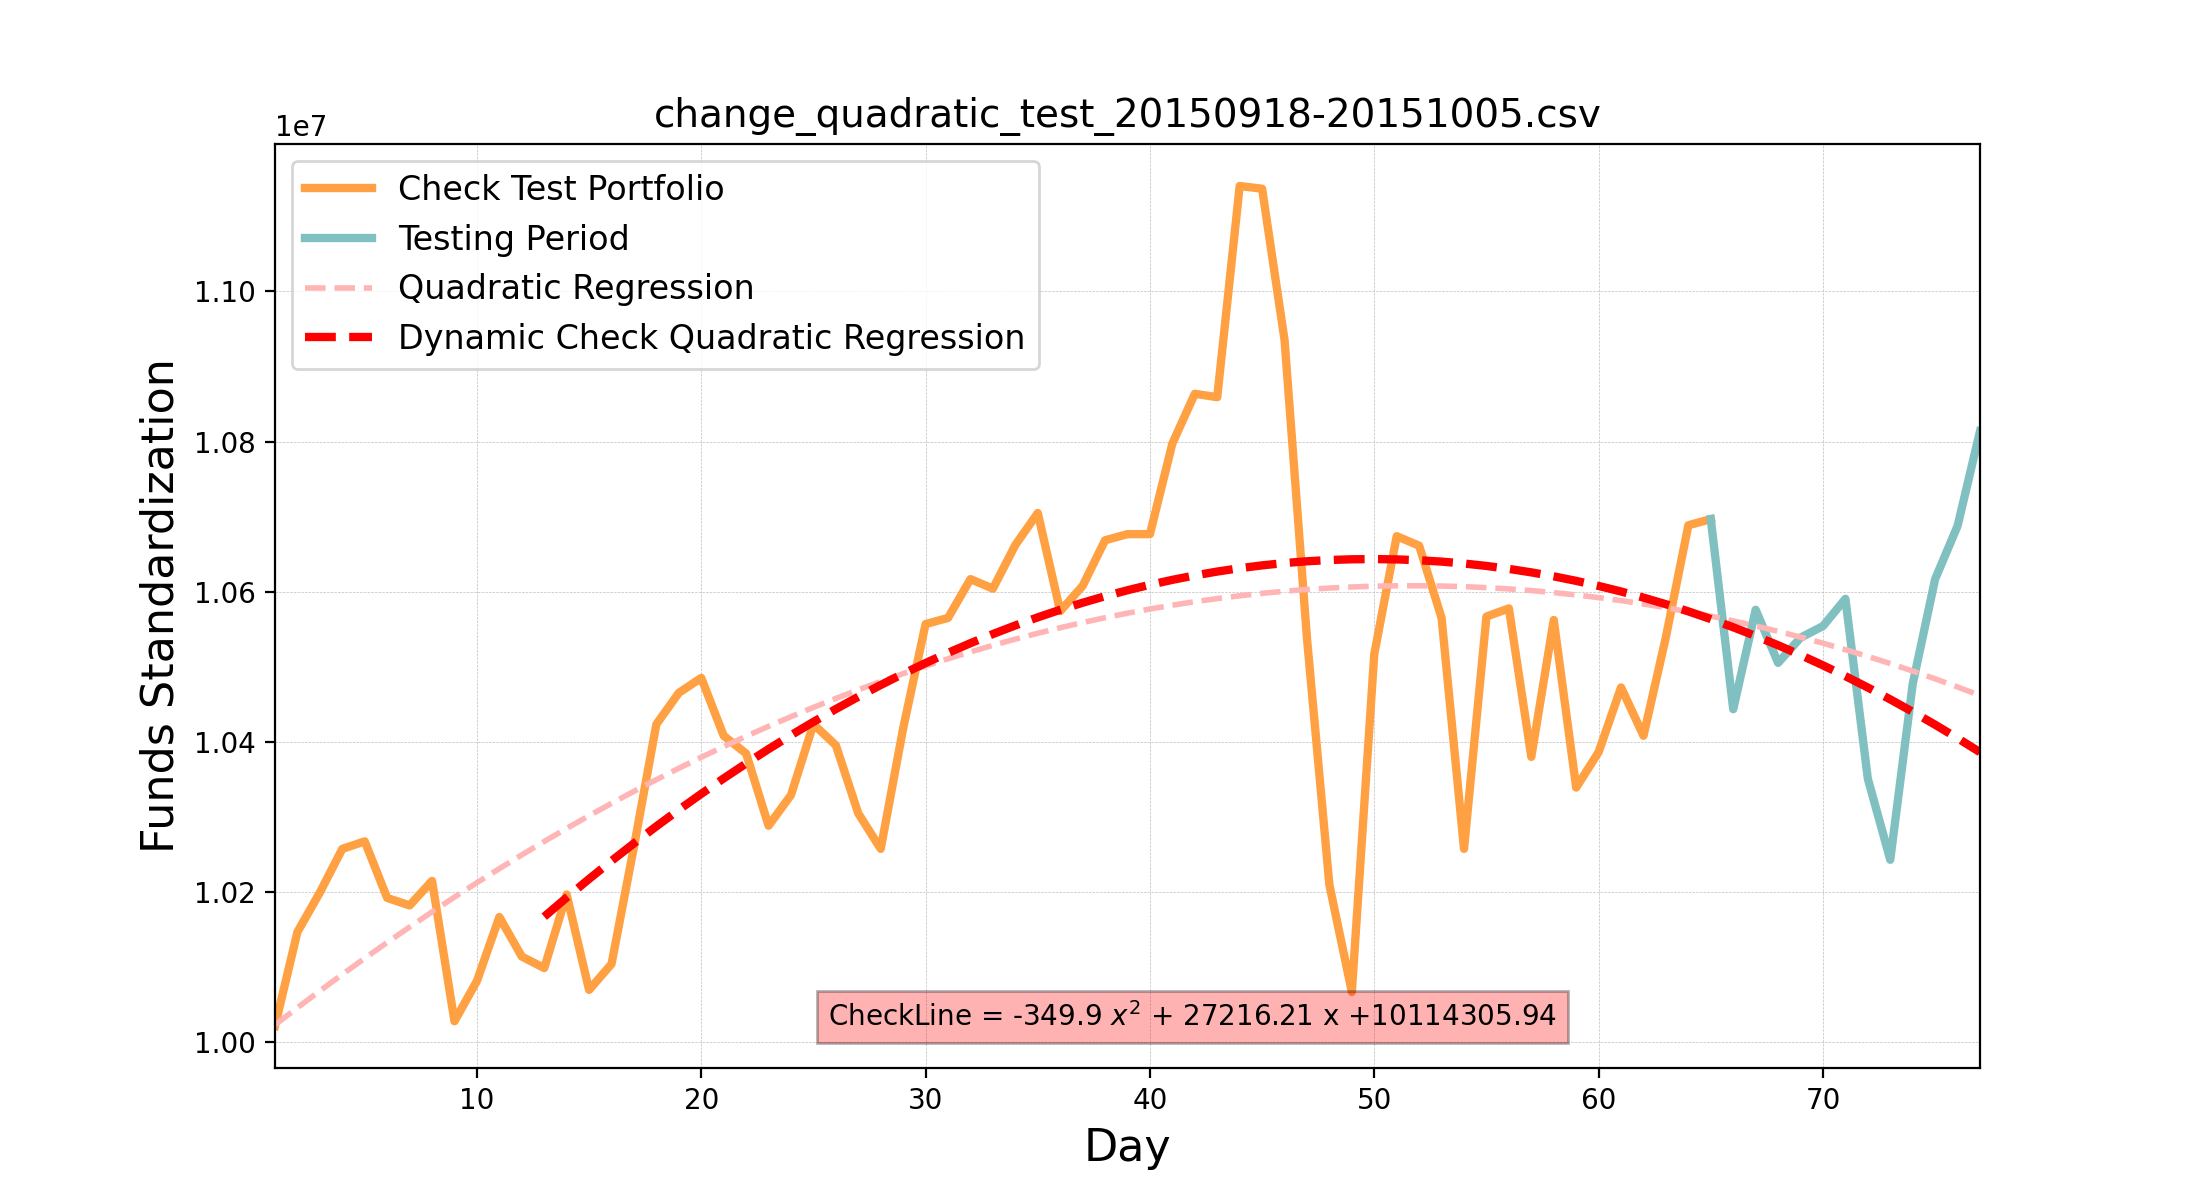 change_quadratic_test_20150918-20151005.csv
1e7
Check Test Portfolio
Testing Period
Quadratic Regression
Dynamic Check Quadratic Regression
Funds Standardization
1.10
1.08
1.06
1.04
1.02
1.00
CheckLine = -349.9 x² + 27216.21 x +10114305.94
10 20 30 40 50 60 70
Day